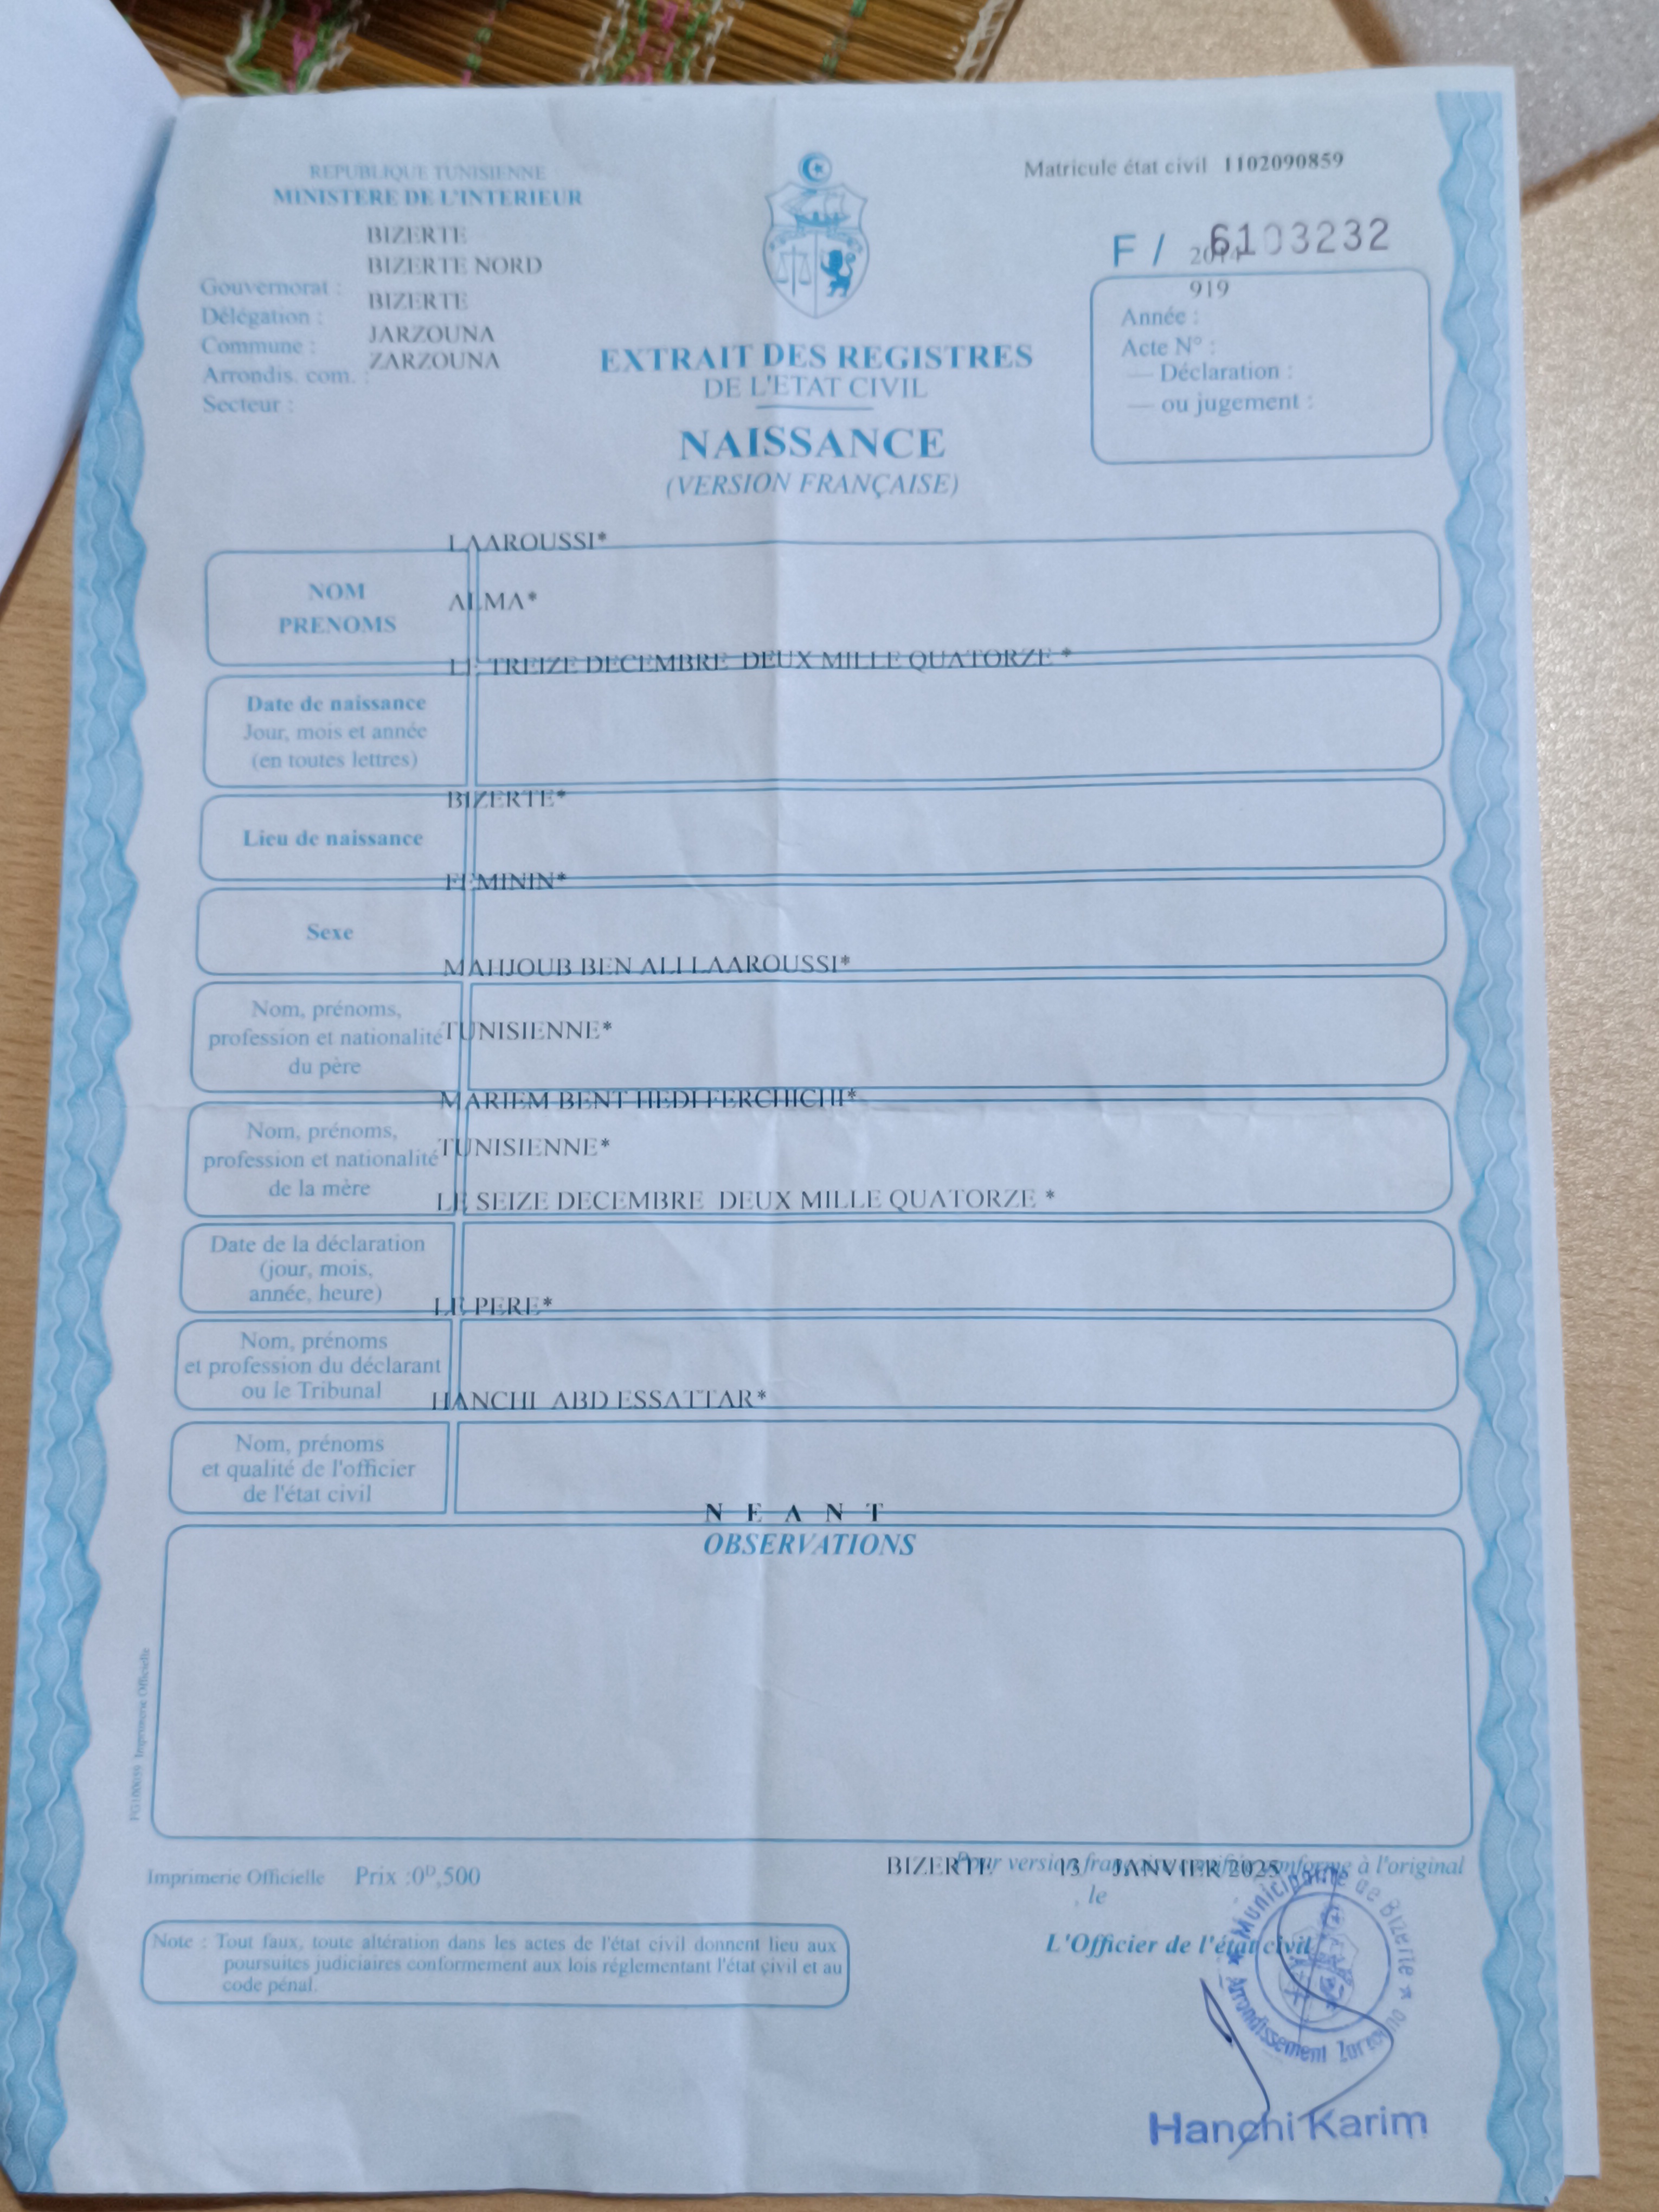 REPUBLIQUE TUNISIENNE
MINISTERE DE L'INTERIEUR
Matricule état civil 1102090859
F / 6103232
2014
919
BIZERTE
BIZERTE NORD
Gouvernorat :
BIZERTE
Délégation :
JARZOUNA
Commune :
ZARZOUNA
Arrondis. com. :
Secteur :
Année :
Acte N° :
— Déclaration :
— ou jugement :
EXTRAIT DES REGISTRES
DE L'ETAT CIVIL
NAISSANCE
(VERSION FRANÇAISE)
LAAROUSSI*
NOM
ALMA*
PRENOMS
LE TREIZE DECEMBRE DEUX MILLE QUATORZE *
Date de naissance
Jour, mois et année
(en toutes lettres)
BIZERTE*
Lieu de naissance
FEMININ*
Sexe
MAHJOUB BEN ALI LAAROUSSI*
Nom, prénoms,
profession et nationalité
TUNISIENNE*
du père
MARIEM BENT HEDI FERCHICHI*
Nom, prénoms,
profession et nationalité
TUNISIENNE*
de la mère
LE SEIZE DECEMBRE DEUX MILLE QUATORZE *
Date de la déclaration
(jour, mois,
année, heure)
LE PERE*
Nom, prénoms
et profession du déclarant
ou le Tribunal
HANCHI ABD ESSATTAR*
Nom, prénoms
et qualité de l'officier
de l'état civil
N E A N T
OBSERVATIONS
Imprimerie Officielle
Imprimerie Officielle Prix :0ᴰ,500
BIZERTE 13 JANVIER 2025
Pour version française certifiée conforme à l'original
, le
L'Officier de l'état civil
Note : Tout faux, toute altération dans les actes de l'état civil donnent lieu aux
poursuites judiciaires conformement aux lois réglementant l'état civil et au
code pénal.
Municipalité de Bizerte
Arrondissement Zarzouna
Hanchi Karim